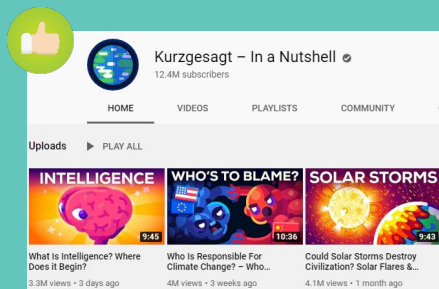 Kurzgesagt – In a Nutshell
12.4M subscribers
HOME VIDEOS PLAYLISTS COMMUNITY
Uploads PLAY ALL
INTELLIGENCE WHO'S TO BLAME? SOLAR STORMS
9:45 10:36 9:43
What Is Intelligence? Where Who Is Responsible For Could Solar Storms Destroy
Does it Begin? Climate Change? – Who... Civilization? Solar Flares &...
3.3M views • 3 days ago 4M views • 3 weeks ago 4.1M views • 1 month ago